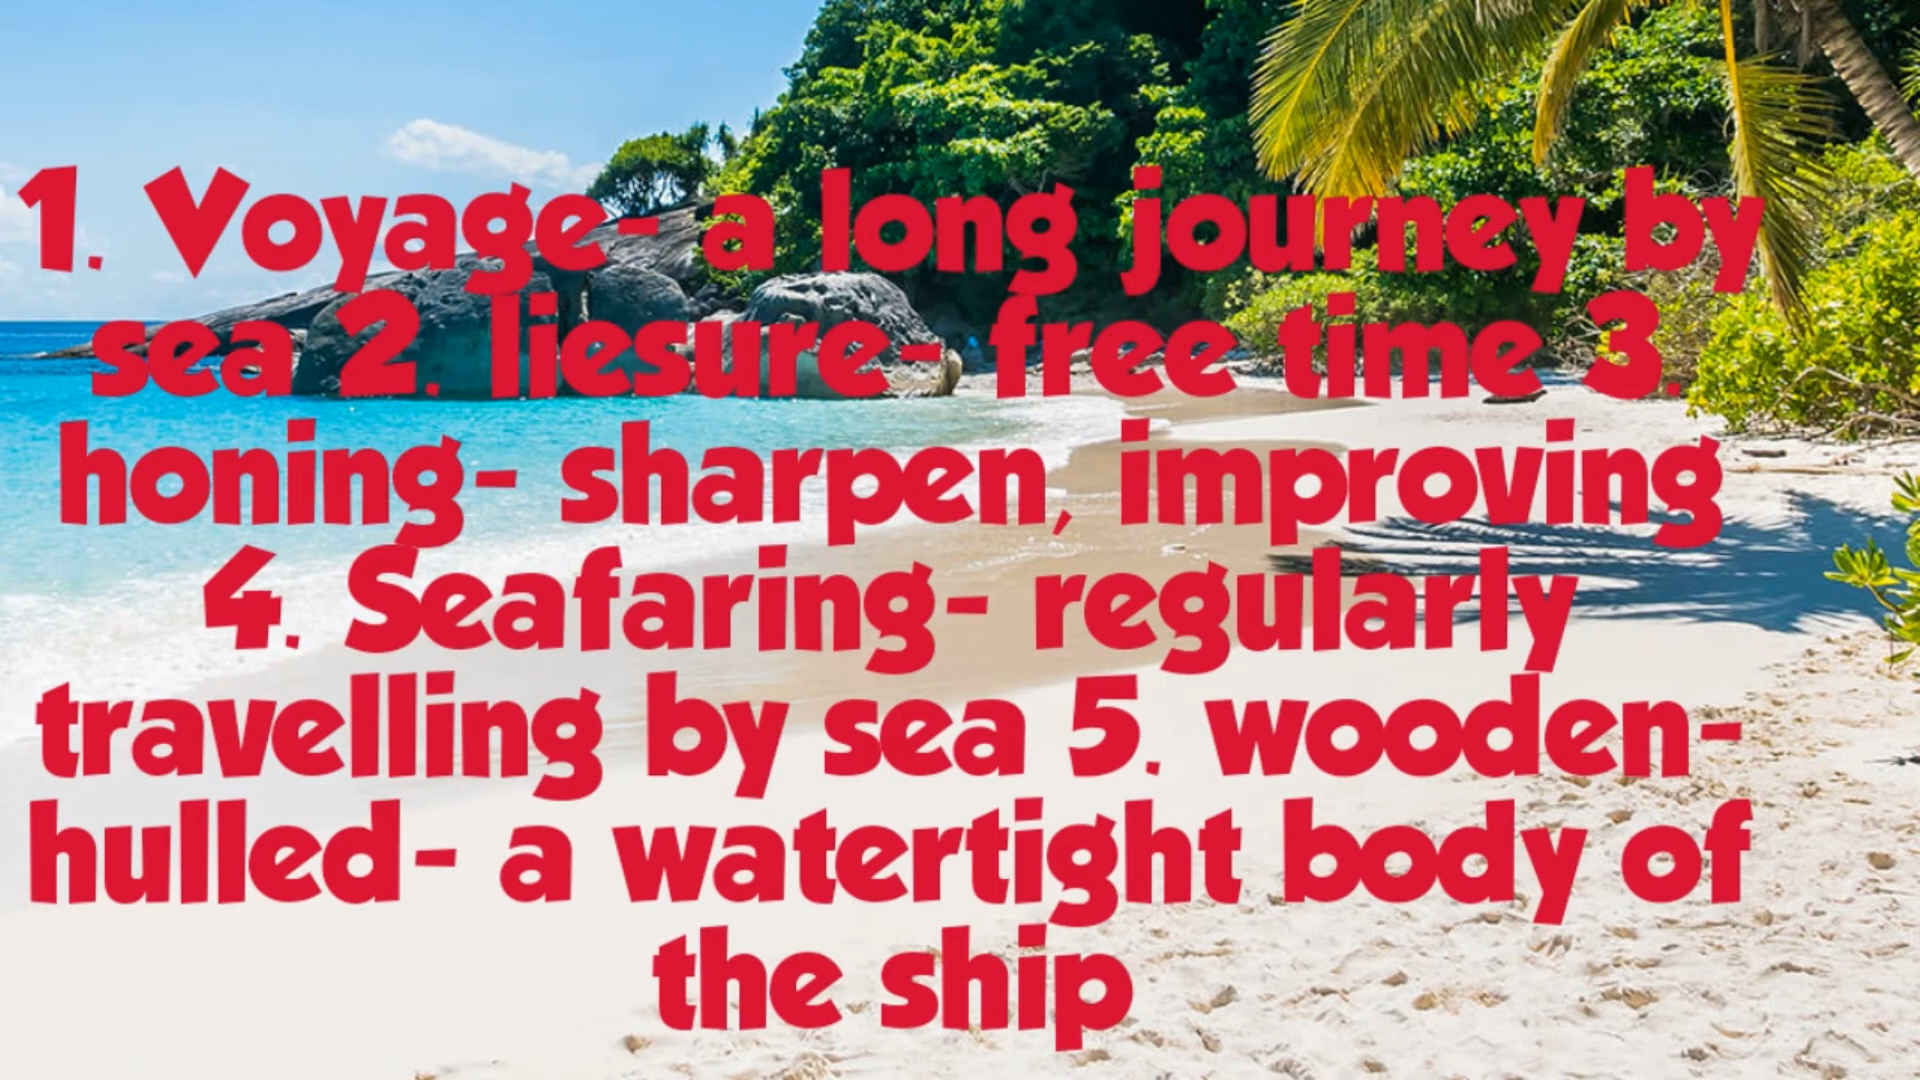 1. Voyage- a long journey by
sea 2. liesure- free time 3.
honing- sharpen, improving
4. Seafaring- regularly
travelling by sea 5. wooden-
hulled- a watertight body of
the ship